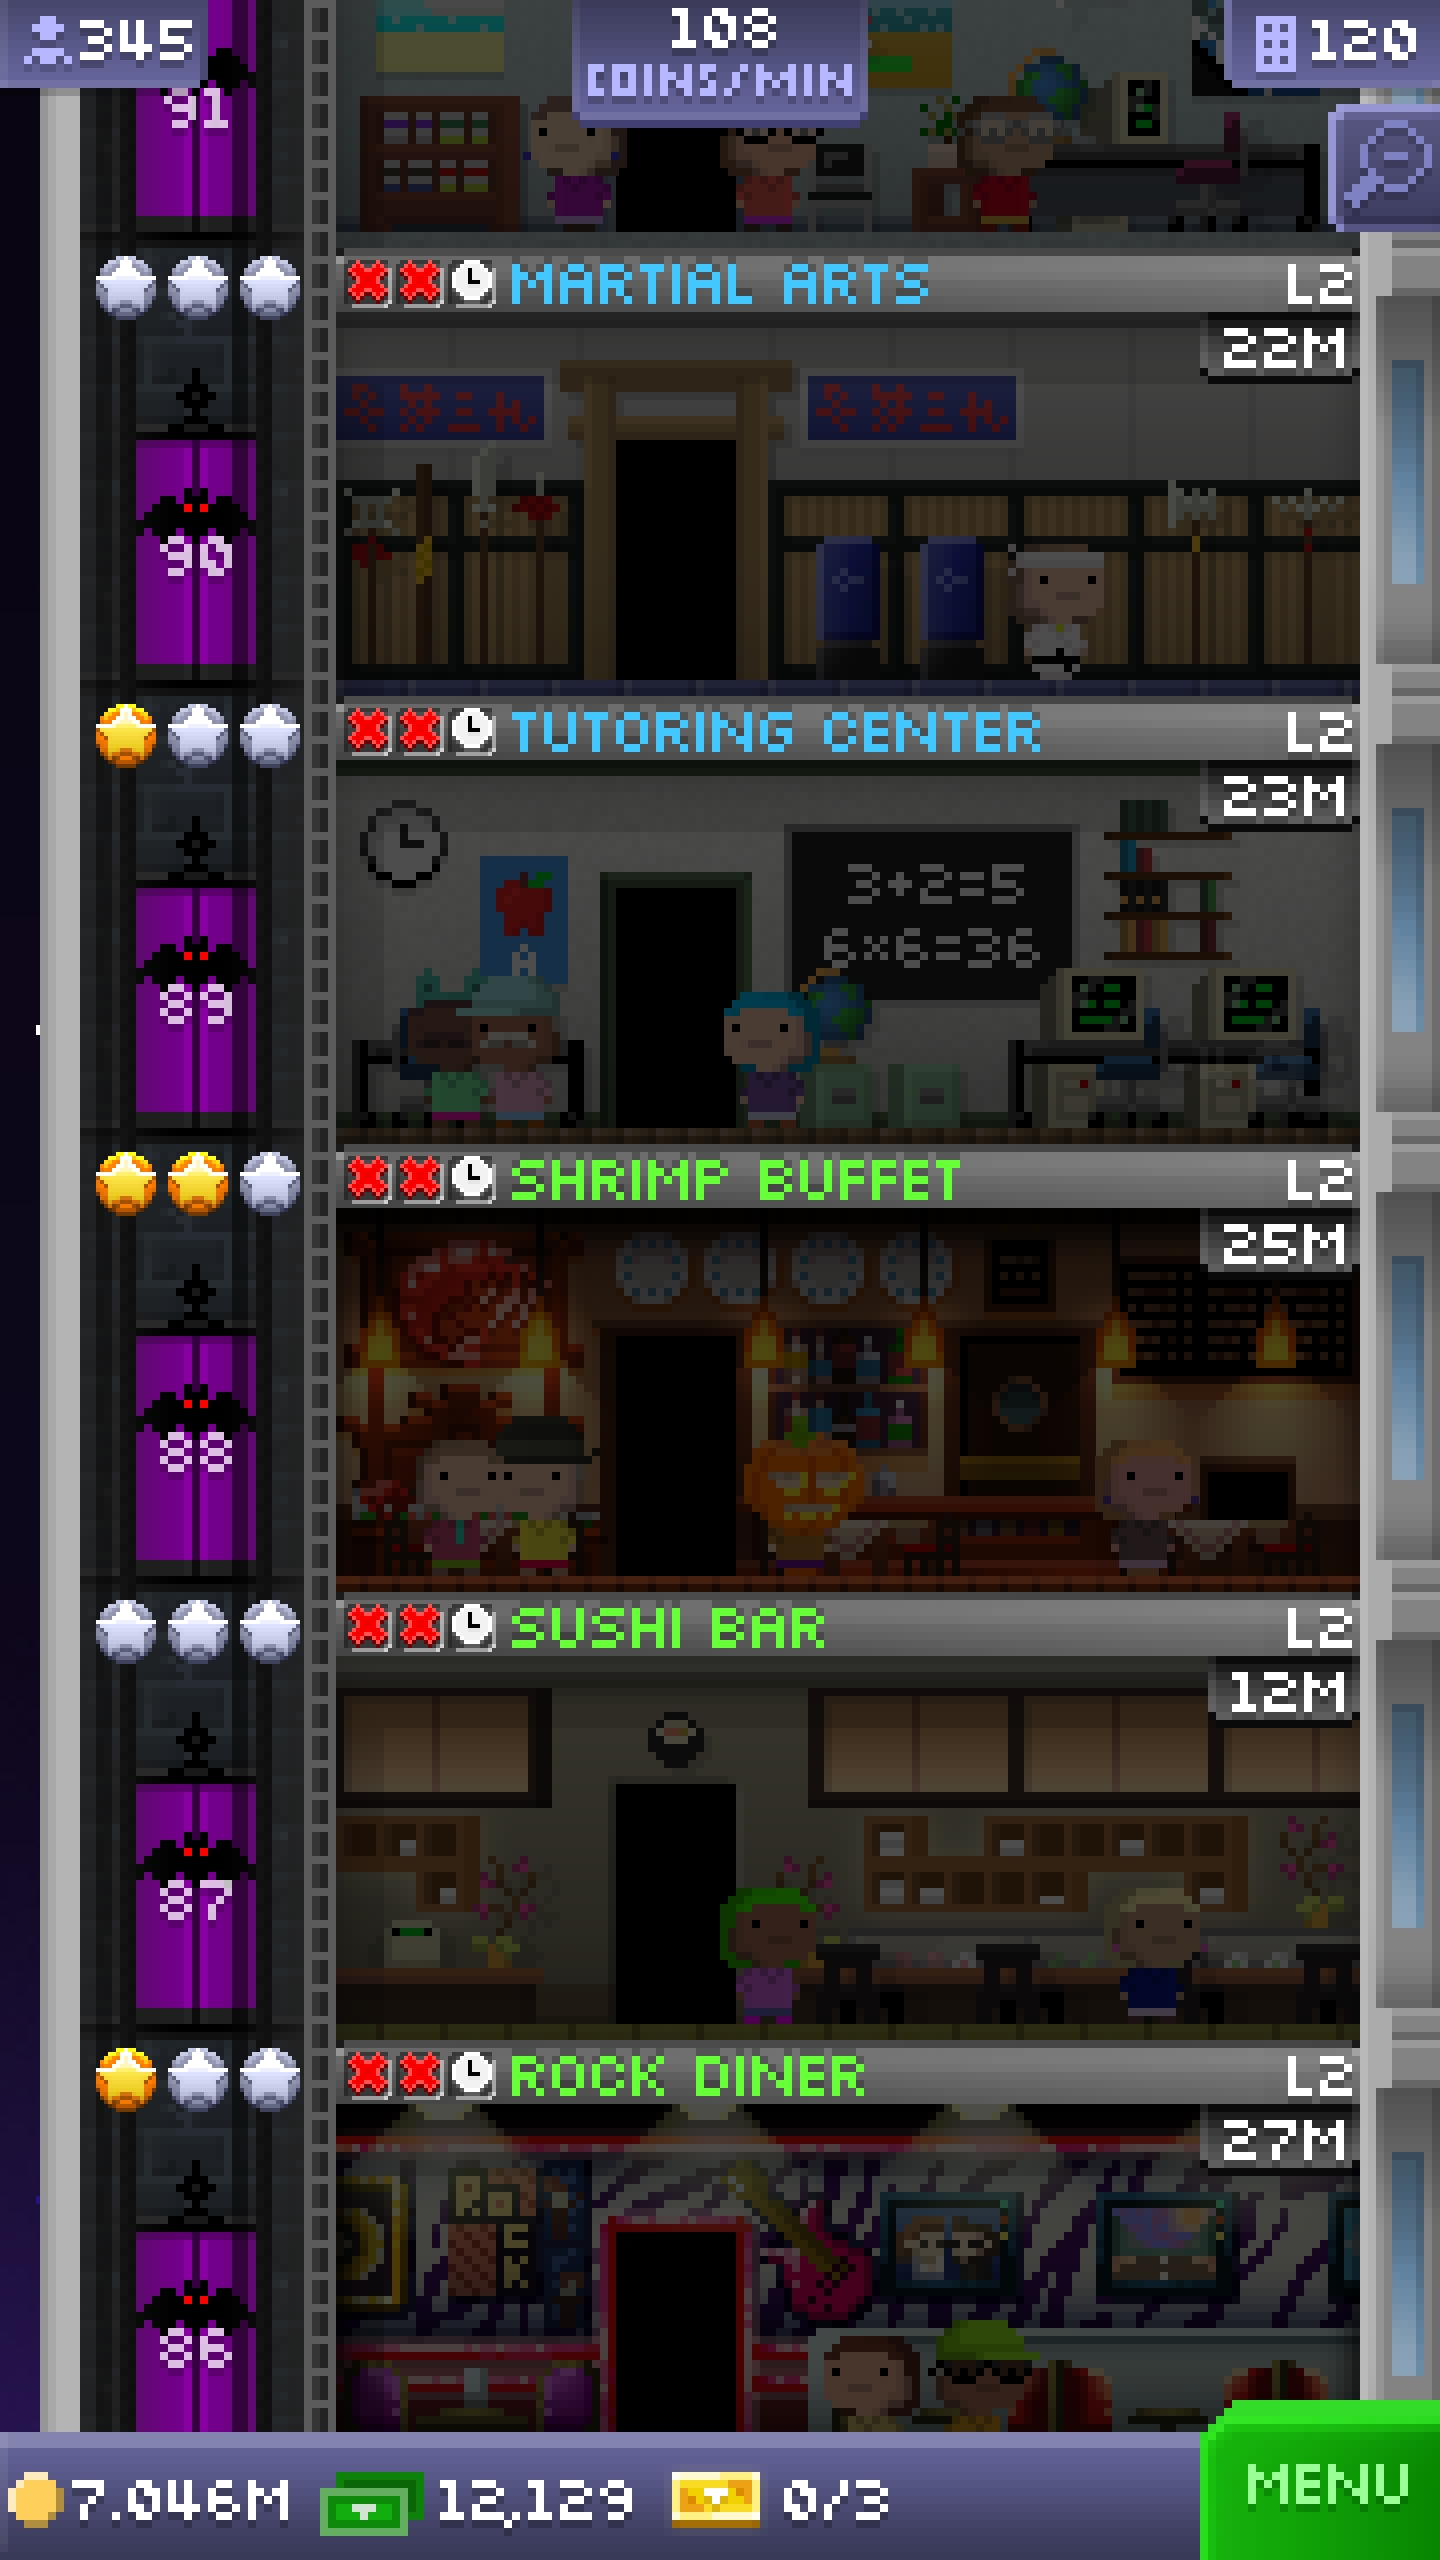 345
108
COINS/MIN
120
91
MARTIAL ARTS
L2
22M
90
TUTORING CENTER
L2
23M
3+2=5
6×6=36
A
89
SHRIMP BUFFET
L2
25M
88
SUSHI BAR
L2
12M
87
ROCK DINER
L2
27M
86
7.046M
12,129
0/3
MENU